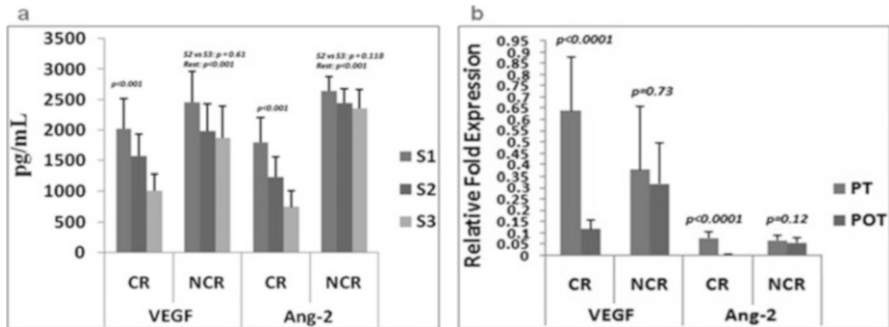 a
3500
3000
2500
2000
1500
1000
500
0
pg/mL
p<0.001
S2 vs S3: p = 0.61
Rest: p<0.001
p<0.001
S2 vs S3: p = 0.118
Rest: p<0.001
S1
S2
S3
CR NCR CR NCR
VEGF Ang-2
b
0.95
0.85
0.75
0.65
0.55
0.45
0.35
0.25
0.15
0.05
0.9
0.8
0.7
0.6
0.5
0.4
0.3
0.2
0.1
0
Relative Fold Expression
p<0.0001
p=0.73
p<0.0001
p=0.12
PT
POT
CR NCR CR NCR
VEGF Ang-2